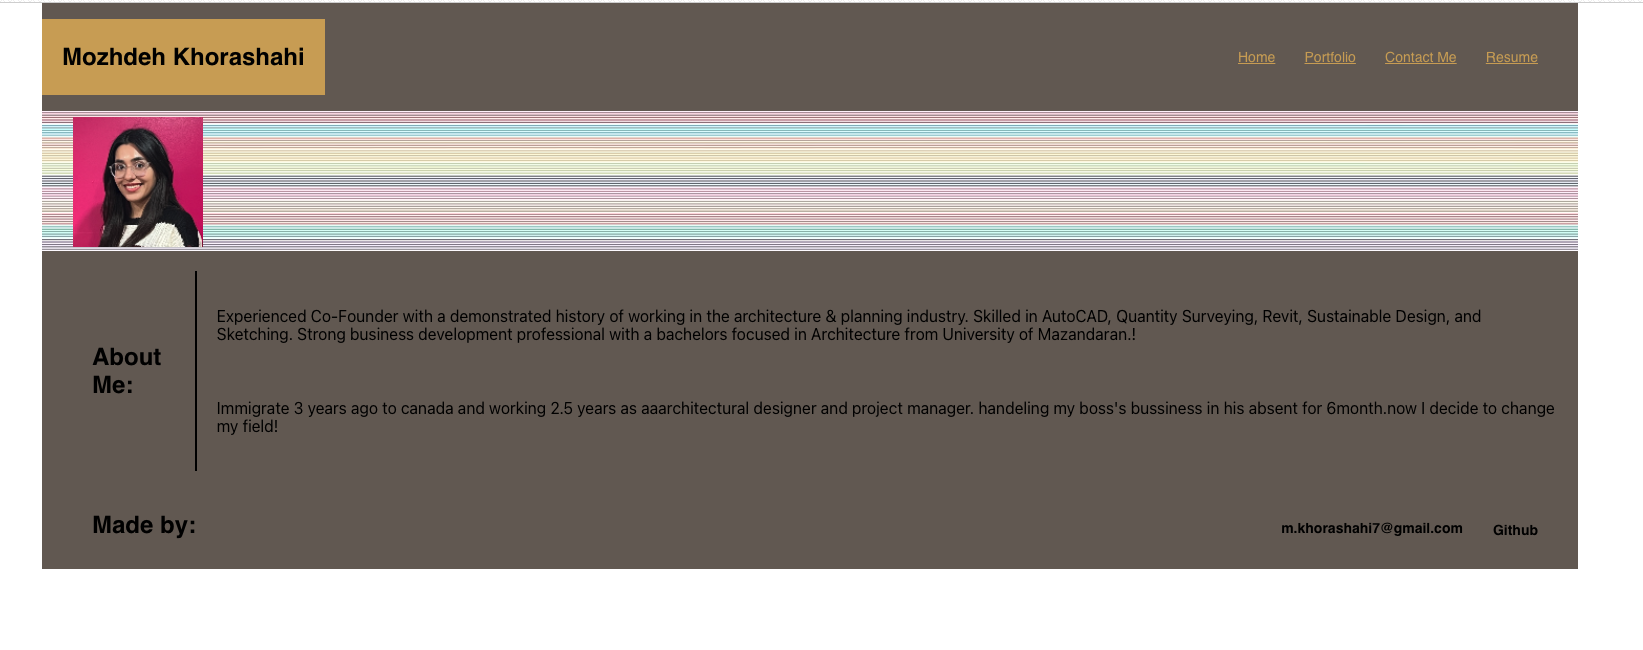 Mozhdeh Khorashahi
Home Portfolio Contact Me Resume
About
Me:
Experienced Co-Founder with a demonstrated history of working in the architecture & planning industry. Skilled in AutoCAD, Quantity Surveying, Revit, Sustainable Design, and
Sketching. Strong business development professional with a bachelors focused in Architecture from University of Mazandaran.!
Immigrate 3 years ago to canada and working 2.5 years as aaarchitectural designer and project manager. handeling my boss's bussiness in his absent for 6month.now I decide to change
my field!
Made by:
m.khorashahi7@gmail.com Github